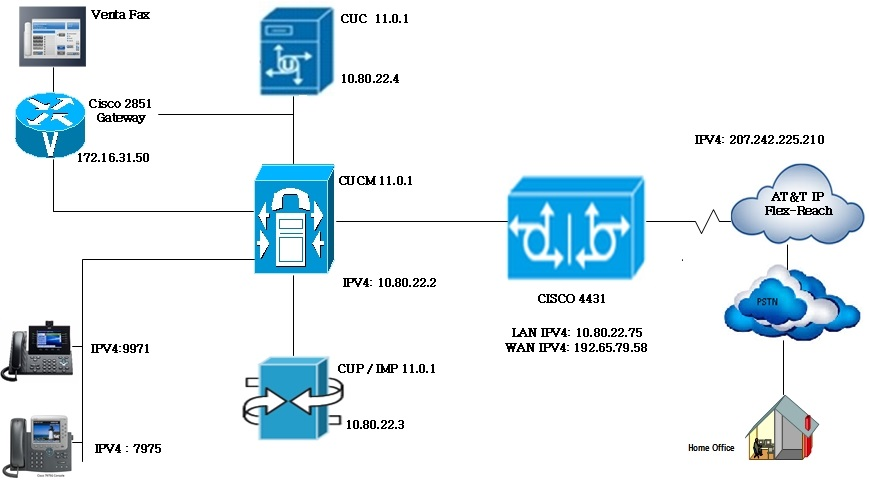 Venta Fax
CUC 11.0.1
10.80.22.4
Cisco 2851
Gateway
172.16.31.50
IPV4: 207.242.225.210
CUCM 11.0.1
AT&T IP
Flex-Reach
IPV4: 10.80.22.2
CISCO 4431
PSTN
LAN IPV4: 10.80.22.75
WAN IPV4: 192.65.79.58
IPV4:9971
CUP / IMP 11.0.1
10.80.22.3
IPV4 : 7975
Home Office